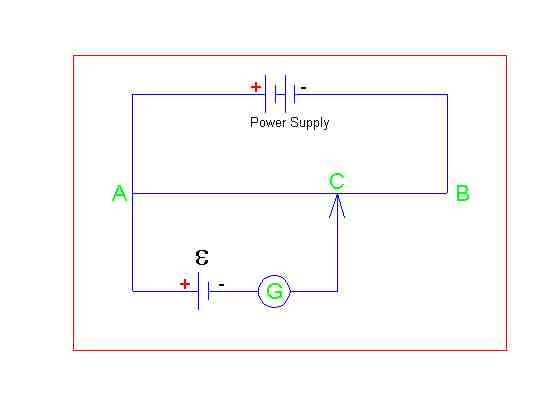 + -
Power Supply
C
A B
ε
+ -
G